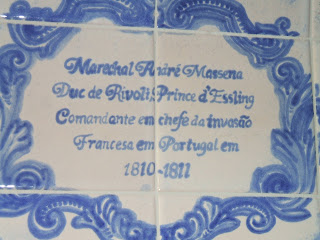 Marechal André Massena
Duc de Rivoli, Prince d'Essling
Comandante em chefe da invasão
Francesa em Portugal em
1810-1811